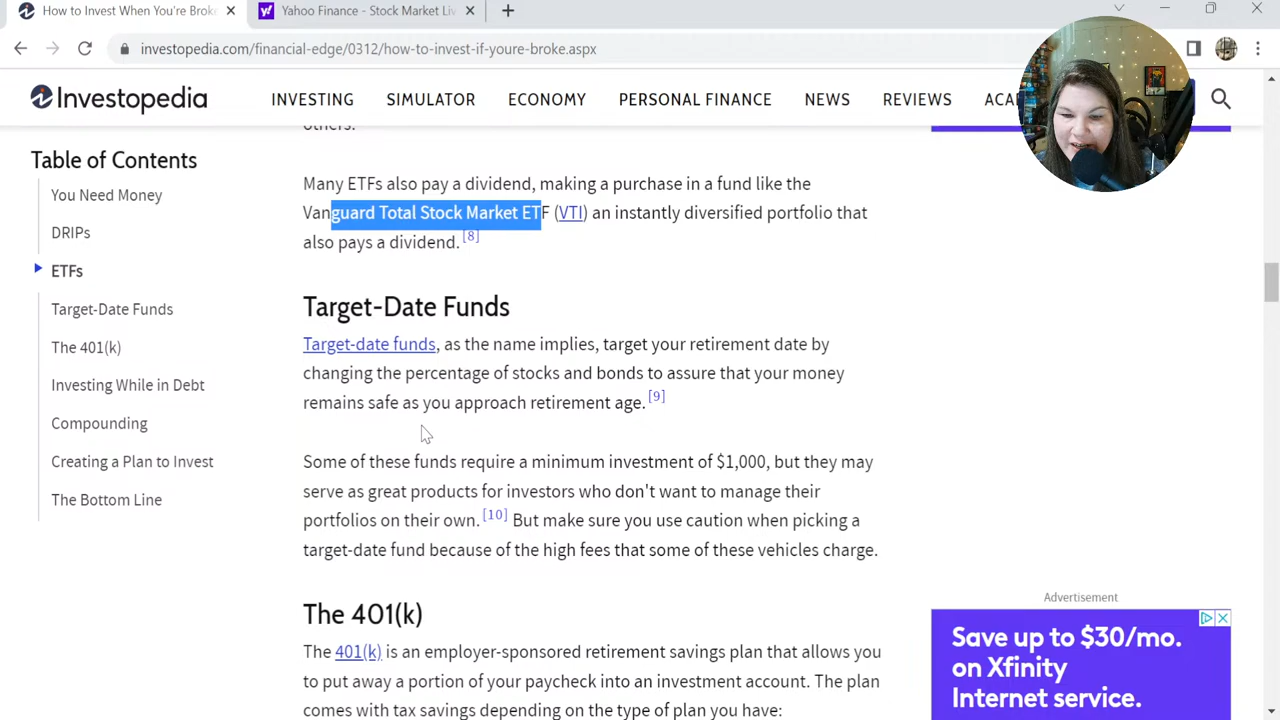 How to Invest When You're Broke
Yahoo Finance - Stock Market Liv
investopedia.com/financial-edge/0312/how-to-invest-if-youre-broke.aspx
Investopedia
INVESTING SIMULATOR ECONOMY PERSONAL FINANCE NEWS REVIEWS ACA
others.
Table of Contents
You Need Money
DRIPs
ETFs
Target-Date Funds
The 401(k)
Investing While in Debt
Compounding
Creating a Plan to Invest
The Bottom Line
Many ETFs also pay a dividend, making a purchase in a fund like the
Vanguard Total Stock Market ETF (VTI) an instantly diversified portfolio that
also pays a dividend. [8]
Target-Date Funds
Target-date funds, as the name implies, target your retirement date by
changing the percentage of stocks and bonds to assure that your money
remains safe as you approach retirement age. [9]
Some of these funds require a minimum investment of $1,000, but they may
serve as great products for investors who don't want to manage their
portfolios on their own. [10] But make sure you use caution when picking a
target-date fund because of the high fees that some of these vehicles charge.
The 401(k)
The 401(k) is an employer-sponsored retirement savings plan that allows you
to put away a portion of your paycheck into an investment account. The plan
comes with tax savings depending on the type of plan you have:
Advertisement
Save up to $30/mo.
on Xfinity
Internet service.